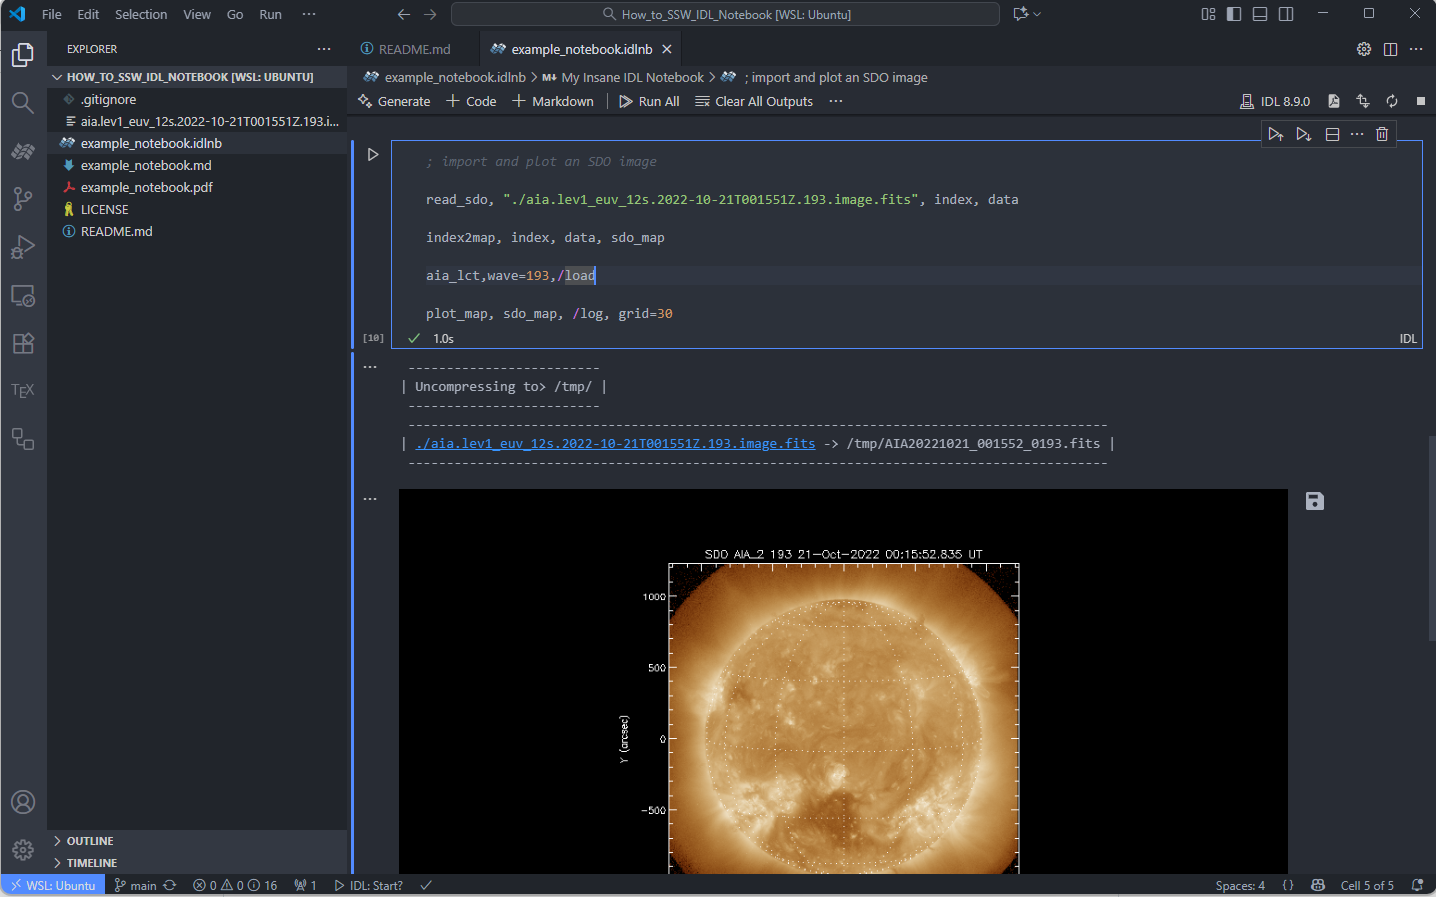 File Edit Selection View Go Run ···
How_to_SSW_IDL_Notebook [WSL: Ubuntu]
EXPLORER ···
README.md
example_notebook.idlnb
HOW_TO_SSW_IDL_NOTEBOOK [WSL: UBUNTU]
.gitignore
aia.lev1_euv_12s.2022-10-21T001551Z.193.i...
example_notebook.idlnb
example_notebook.md
example_notebook.pdf
LICENSE
README.md
TEX
OUTLINE
TIMELINE
example_notebook.idlnb > M↓ My Insane IDL Notebook > ; import and plot an SDO image
Generate + Code + Markdown Run All Clear All Outputs ···
IDL 8.9.0
; import and plot an SDO image
read_sdo, "./aia.lev1_euv_12s.2022-10-21T001551Z.193.image.fits", index, data
index2map, index, data, sdo_map
aia_lct,wave=193,/load
plot_map, sdo_map, /log, grid=30
[10] 1.0s IDL
-------------------------
| Uncompressing to> /tmp/ |
-------------------------
-------------------------------------------------------------------------------------------
| ./aia.lev1_euv_12s.2022-10-21T001551Z.193.image.fits -> /tmp/AIA20221021_001552_0193.fits |
-------------------------------------------------------------------------------------------
SDO AIA_2 193 21-Oct-2022 00:15:52.835 UT
1000
500
0
-500
Y (arcsec)
WSL: Ubuntu main 0 0 16 1 IDL: Start?
Spaces: 4 {} Cell 5 of 5